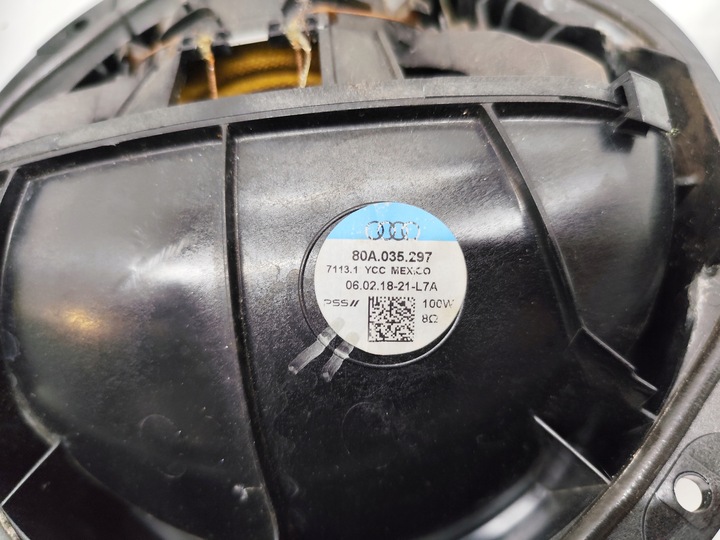 80A.035.297
7113.1 YCC MEXICO
06.02.18-21-L7A
PSS//
100W
8Ω